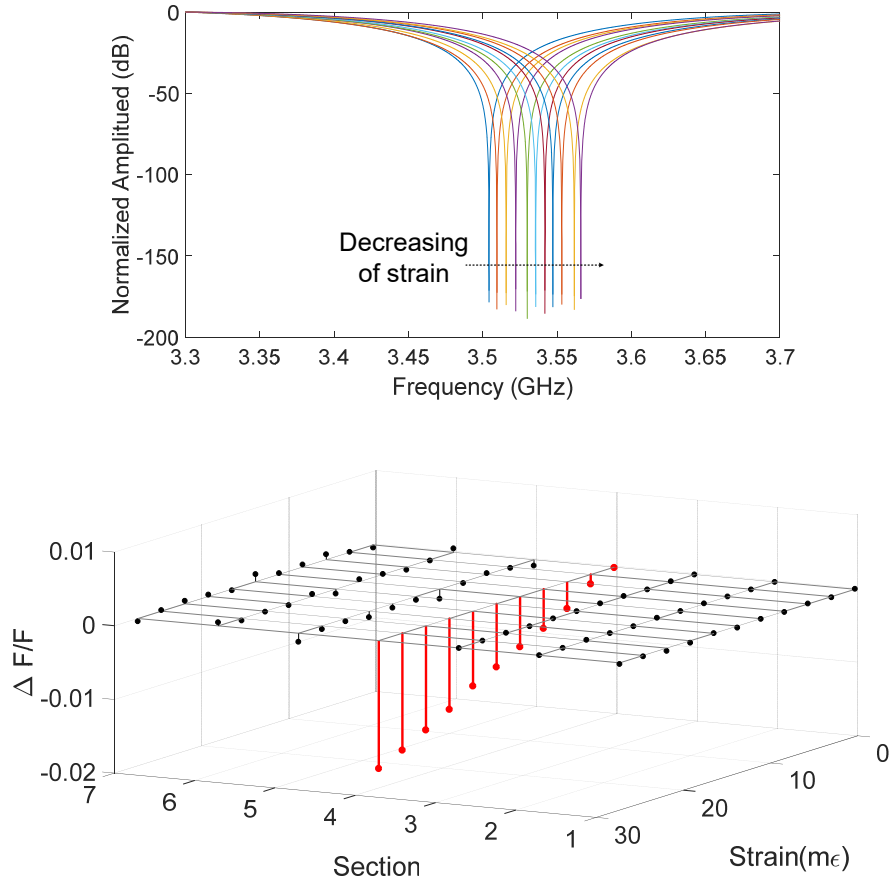 0
-50
-100
-150
-200
Normalized Amplitued (dB)
Decreasing
of strain
3.3 3.35 3.4 3.45 3.5 3.55 3.6 3.65 3.7
Frequency (GHz)
0.01
0
-0.01
-0.02
Δ F/F
7 6 5 4 3 2 1
Section
30 20 10 0
Strain(mϵ)